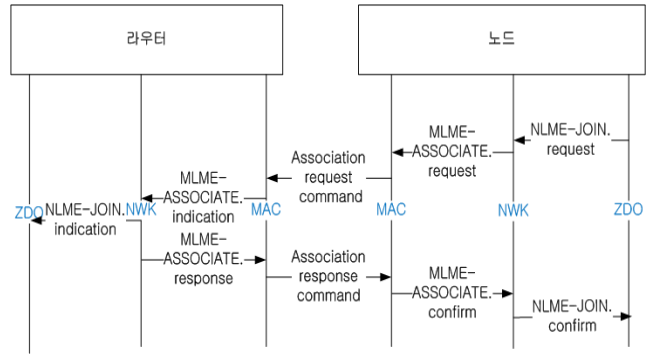 라우터
노드
NLME-JOIN.
request
MLME-
ASSOCIATE.
request
Association
request
command
MLME-
ASSOCIATE.
indication
NLME-JOIN.
indication
ZDO
NWK
MAC
MAC
NWK
ZDO
MLME-
ASSOCIATE.
response
Association
response
command
MLME-
ASSOCIATE.
confirm
NLME-JOIN.
confirm